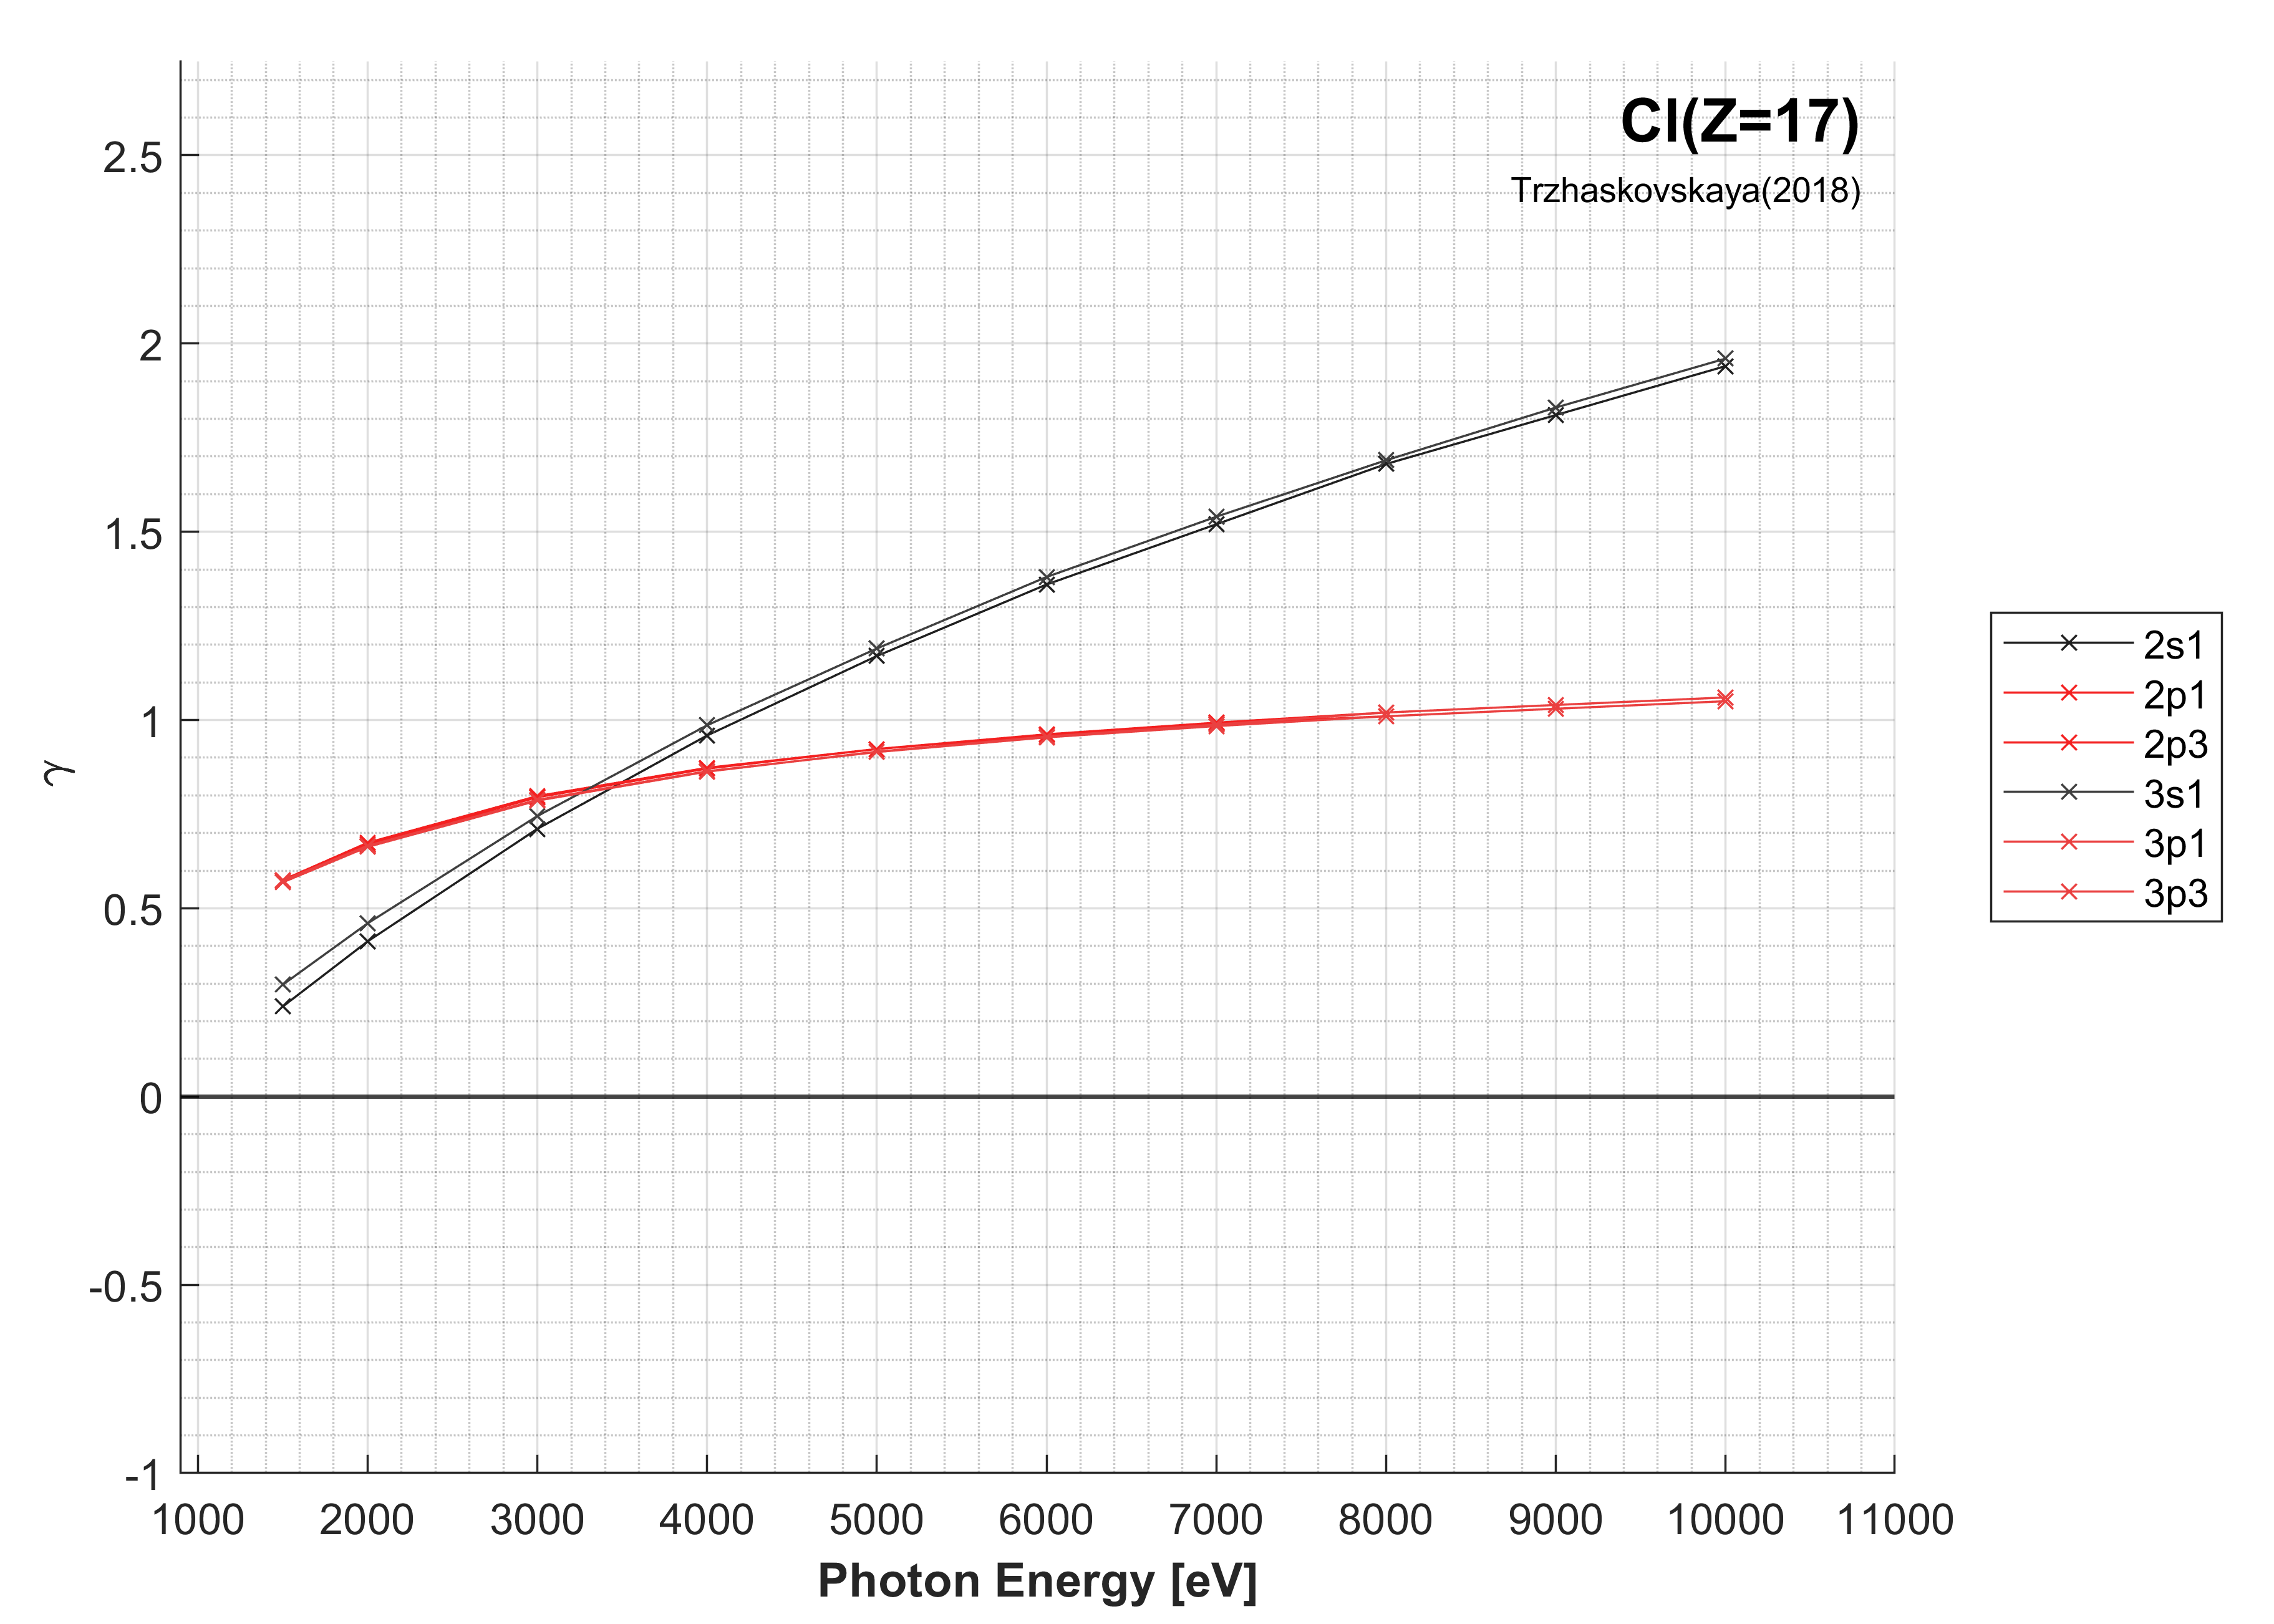 Cl(Z=17)
Trzhaskovskaya(2018)
2.5
2
1.5
1
0.5
0
-0.5
-1
γ
1000 2000 3000 4000 5000 6000 7000 8000 9000 10000 11000
Photon Energy [eV]
2s1
2p1
2p3
3s1
3p1
3p3